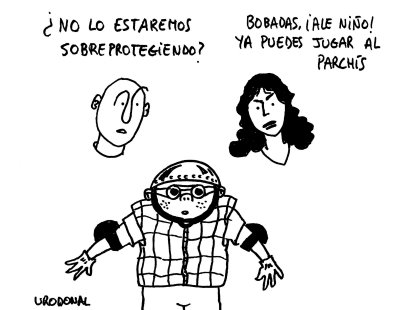 ¿NO LO ESTAREMOS
SOBREPROTEGIENDO?
BOBADAS, ¡ALE NIÑO!
YA PUEDES JUGAR AL
PARCHÍS
URODONAL